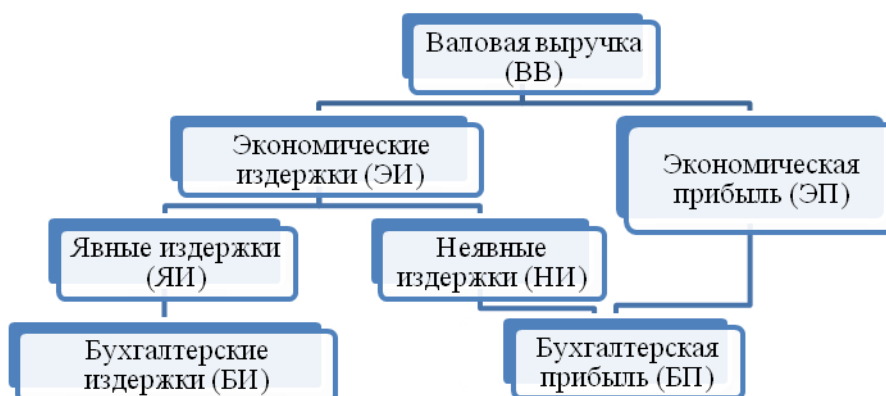 Валовая выручка
(ВВ)
Экономические
издержки (ЭИ)
Экономическая
прибыль (ЭП)
Явные издержки
(ЯИ)
Неявные
издержки (НИ)
Бухгалтерские
издержки (БИ)
Бухгалтерская
прибыль (БП)